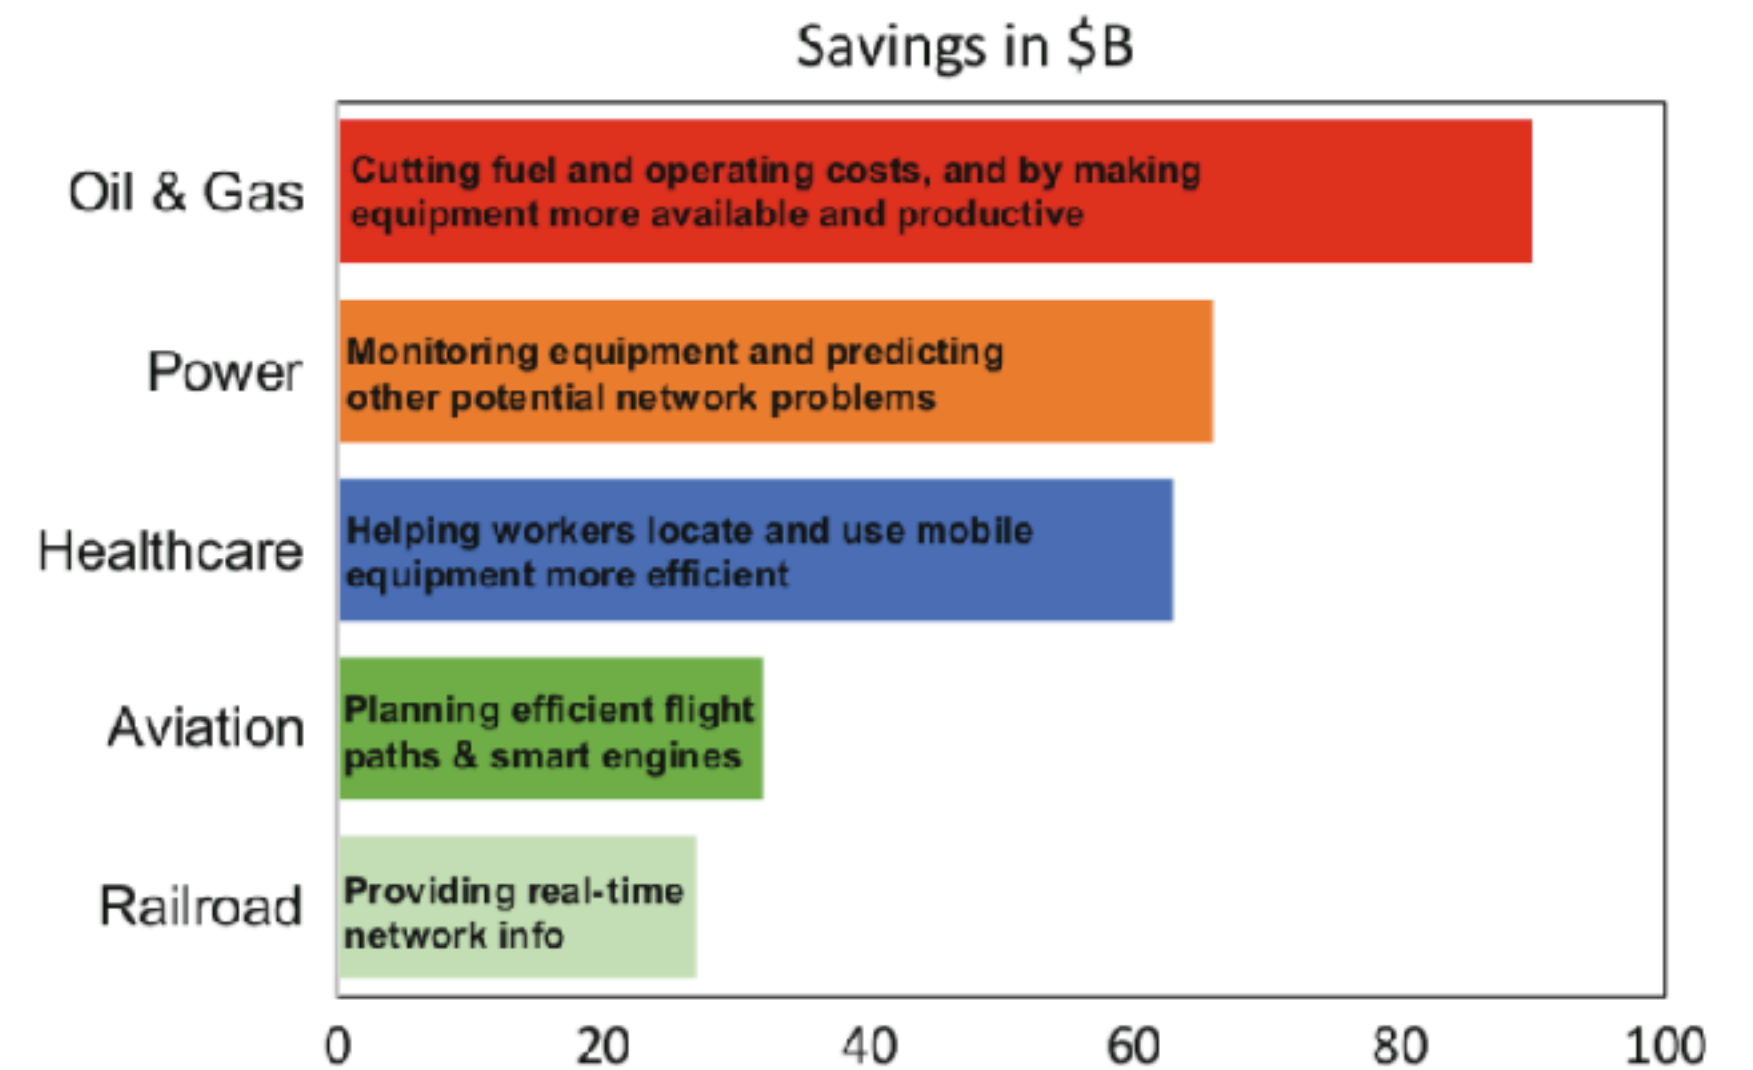 Savings in $B
Oil & Gas
Cutting fuel and operating costs, and by making
equipment more available and productive
Power
Monitoring equipment and predicting
other potential network problems
Healthcare
Helping workers locate and use mobile
equipment more efficient
Aviation
Planning efficient flight
paths & smart engines
Railroad
Providing real-time
network info
0 20 40 60 80 100